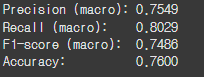 Precision (macro): 0.7549
Recall (macro): 0.8029
F1-score (macro): 0.7486
Accuracy: 0.7600